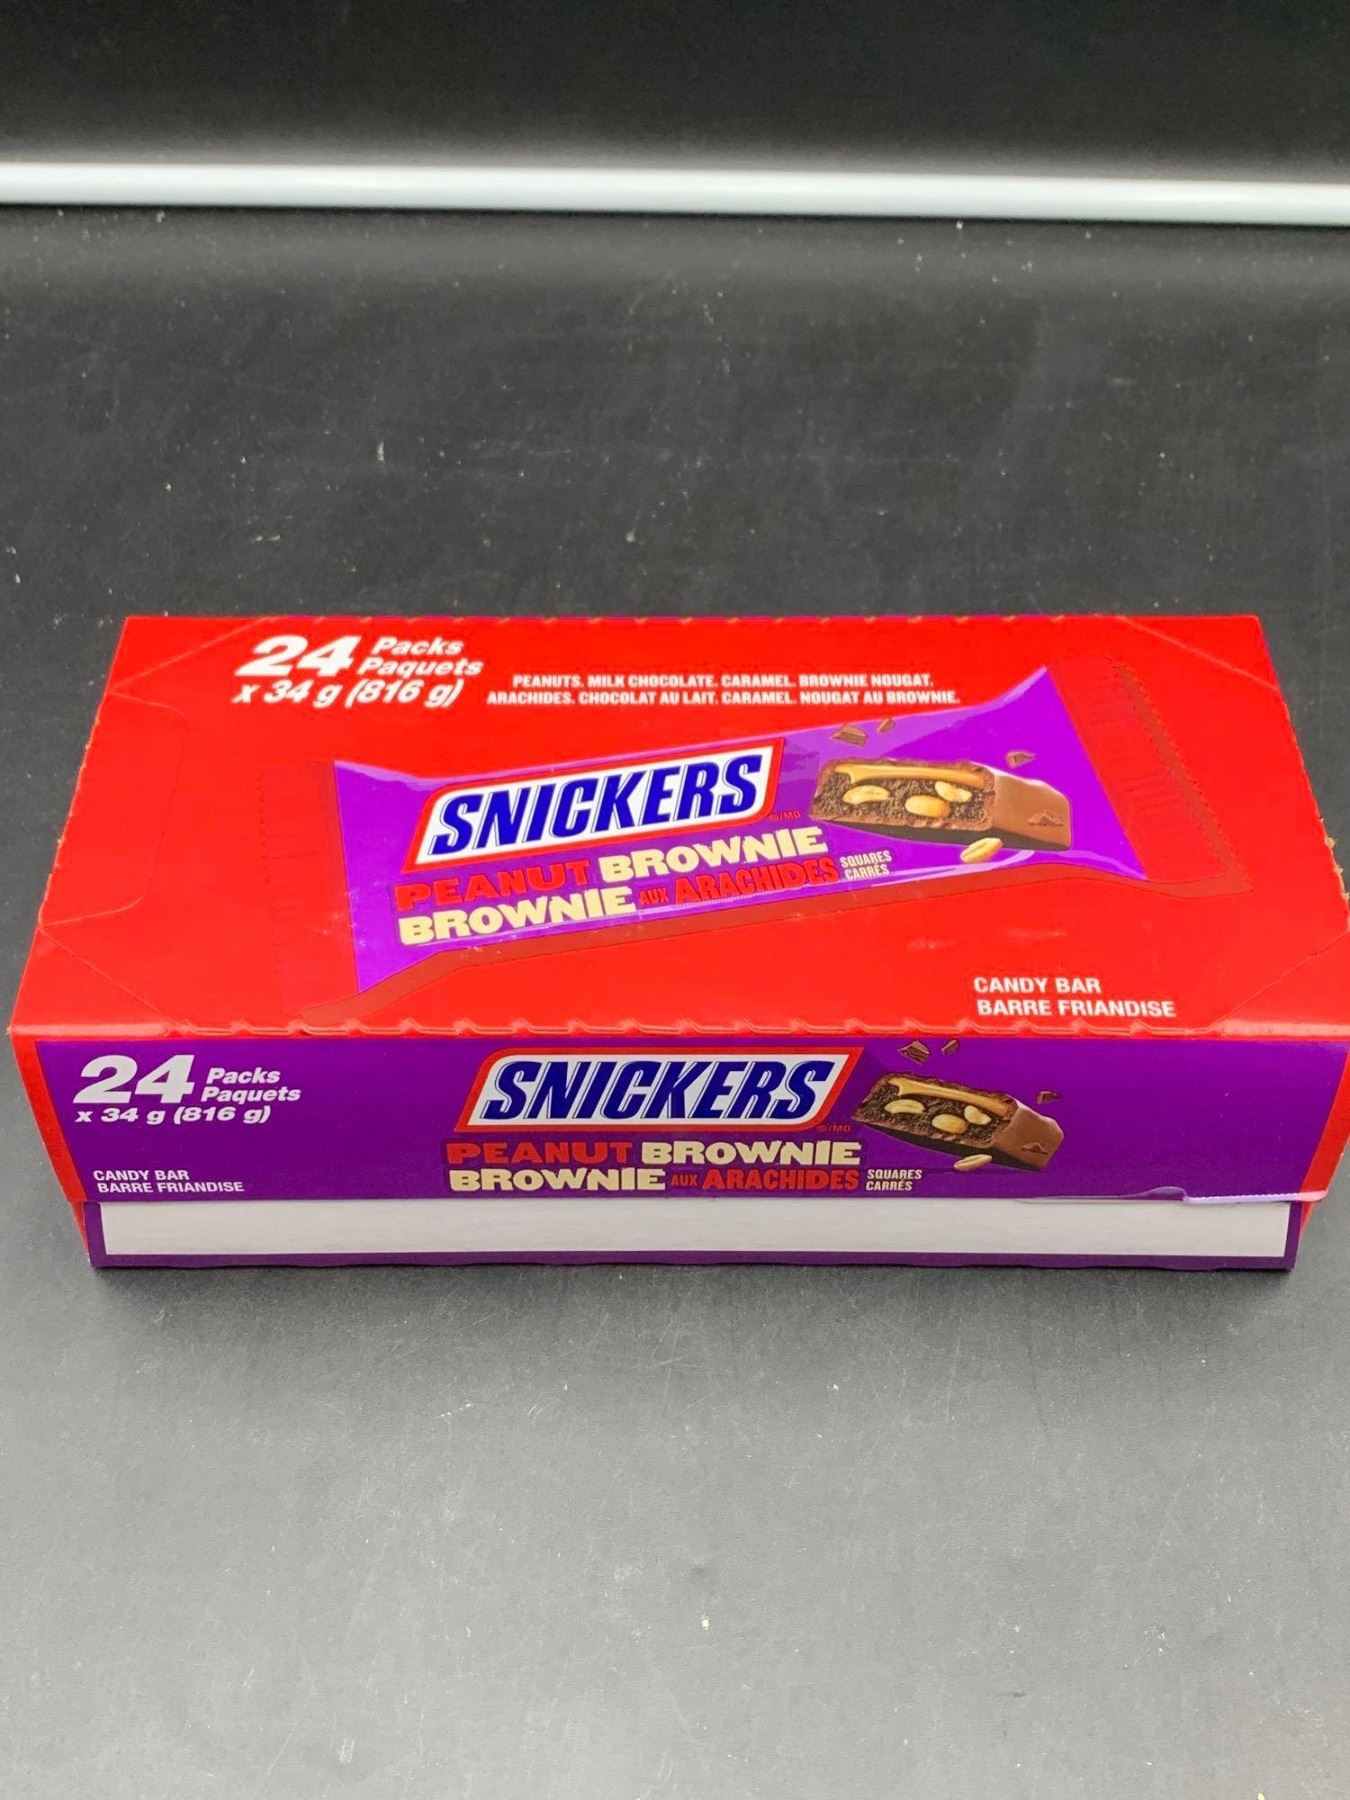 24 Packs
Paquets
x 34 g (816 g)
PEANUTS. MILK CHOCOLATE. CARAMEL. BROWNIE NOUGAT.
ARACHIDES. CHOCOLAT AU LAIT. CARAMEL. NOUGAT AU BROWNIE.
SNICKERS
®/MD
PEANUT BROWNIE
BROWNIE AUX ARACHIDES
SQUARES
CARRÉS
CANDY BAR
BARRE FRIANDISE
24 Packs
Paquets
x 34 g (816 g)
SNICKERS
®/MD
PEANUT BROWNIE
BROWNIE AUX ARACHIDES
SQUARES
CARRÉS
CANDY BAR
BARRE FRIANDISE